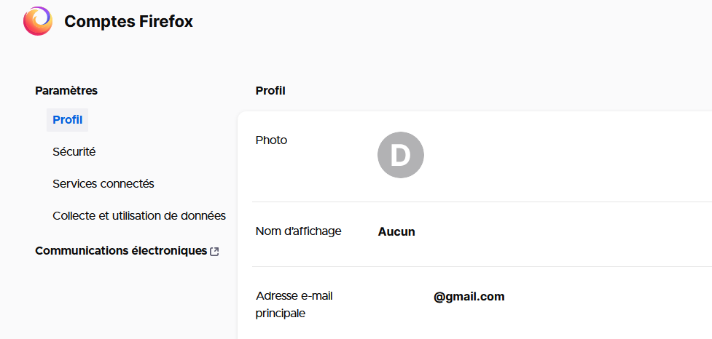 Comptes Firefox
Paramètres
Profil
Sécurité
Services connectés
Collecte et utilisation de données
Communications électroniques
Profil
Photo
D
Nom d'affichage
Aucun
Adresse e-mail
principale
@gmail.com